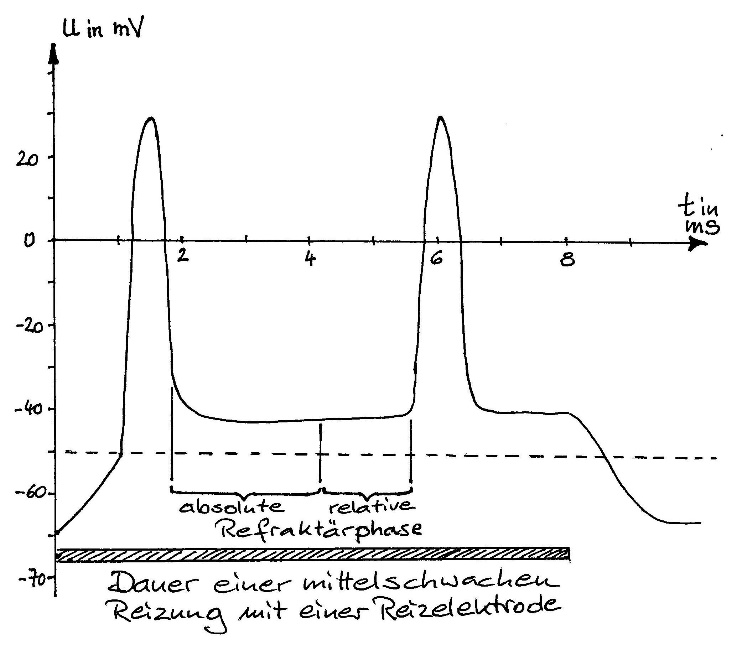 U in mV
20
0
-20
-40
-60
-70
2
4
6
8
t in
ms
absolute
relative
Refraktärphase
Dauer einer mittelschwachen
Reizung mit einer Reizelektrode